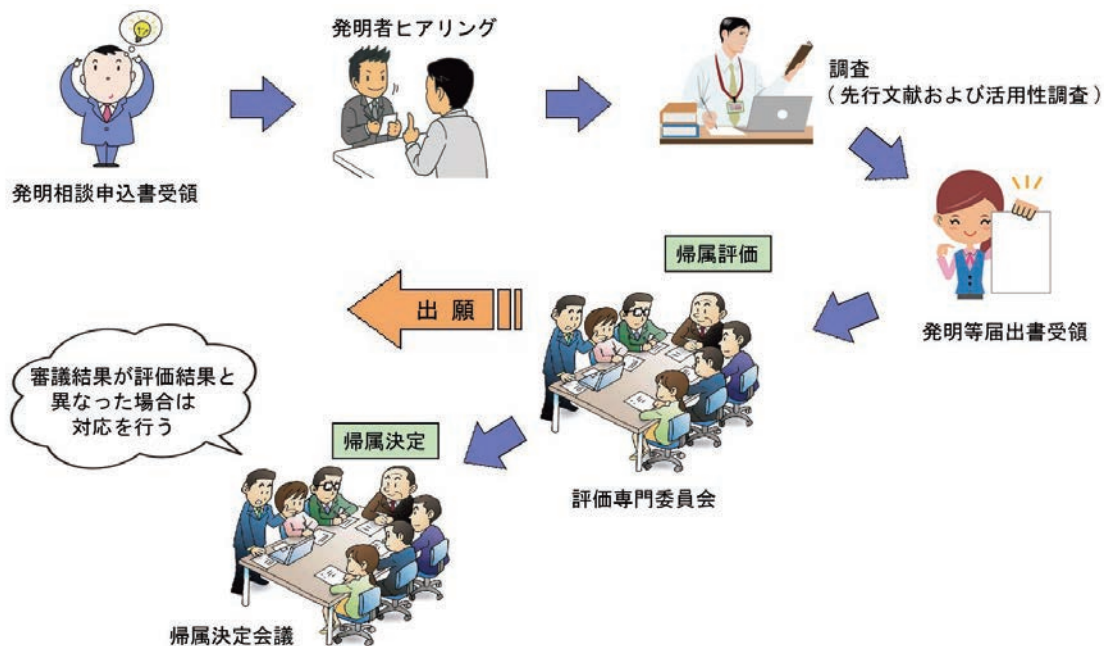 発明者ヒアリング
調査
（先行文献および活用性調査）
発明相談申込書受領
帰属評価
出願
発明等届出書受領
審議結果が評価結果と
異なった場合は
対応を行う
帰属決定
評価専門委員会
帰属決定会議